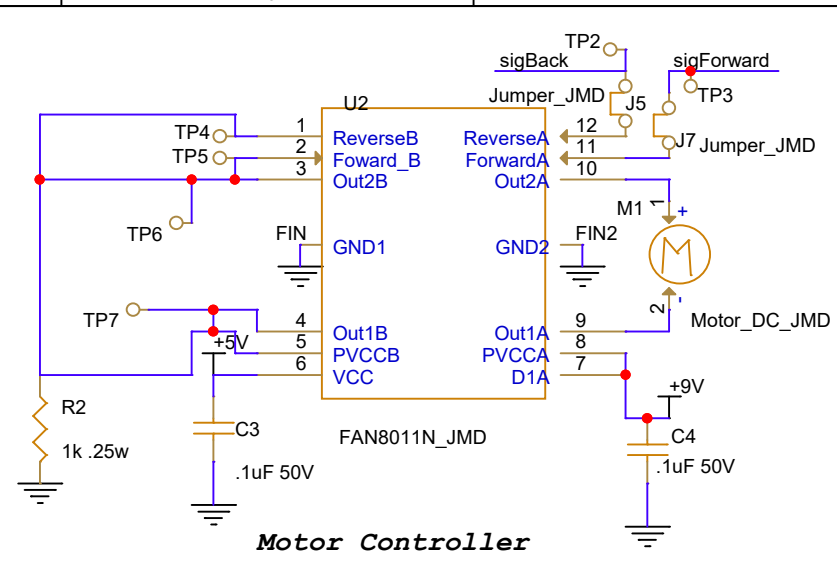 TP2
sigBack
sigForward
U2
Jumper_JMD
J5
TP3
TP4
1
ReverseB
ReverseA
12
J7
Jumper_JMD
TP5
2
Foward_B
ForwardA
11
3
Out2B
Out2A
10
TP6
M1
1
+
FIN
GND1
GND2
FIN2
M
TP7
4
Out1B
Out1A
9
2
-
Motor_DC_JMD
+5V
5
PVCCB
PVCCA
8
6
VCC
D1A
7
+9V
R2
1k .25w
C3
.1uF 50V
FAN8011N_JMD
C4
.1uF 50V
Motor Controller